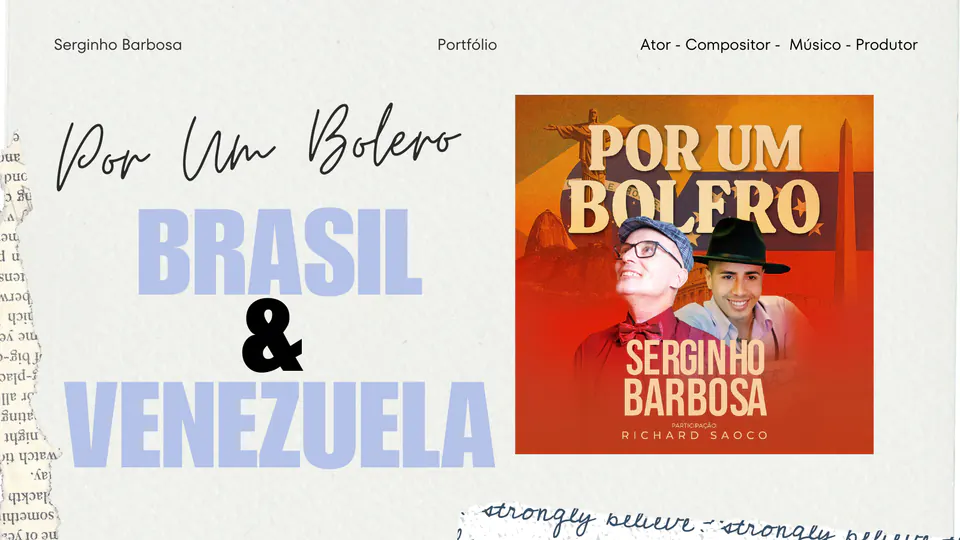 Serginho Barbosa
Portfólio
Ator - Compositor - Músico - Produtor
Por Um Bolero
BRASIL
&
VENEZUELA
POR UM
BOLERO
SERGINHO
BARBOSA
PARTICIPAÇÃO
RICHARD SAOCO
strongly believe - strongly believe